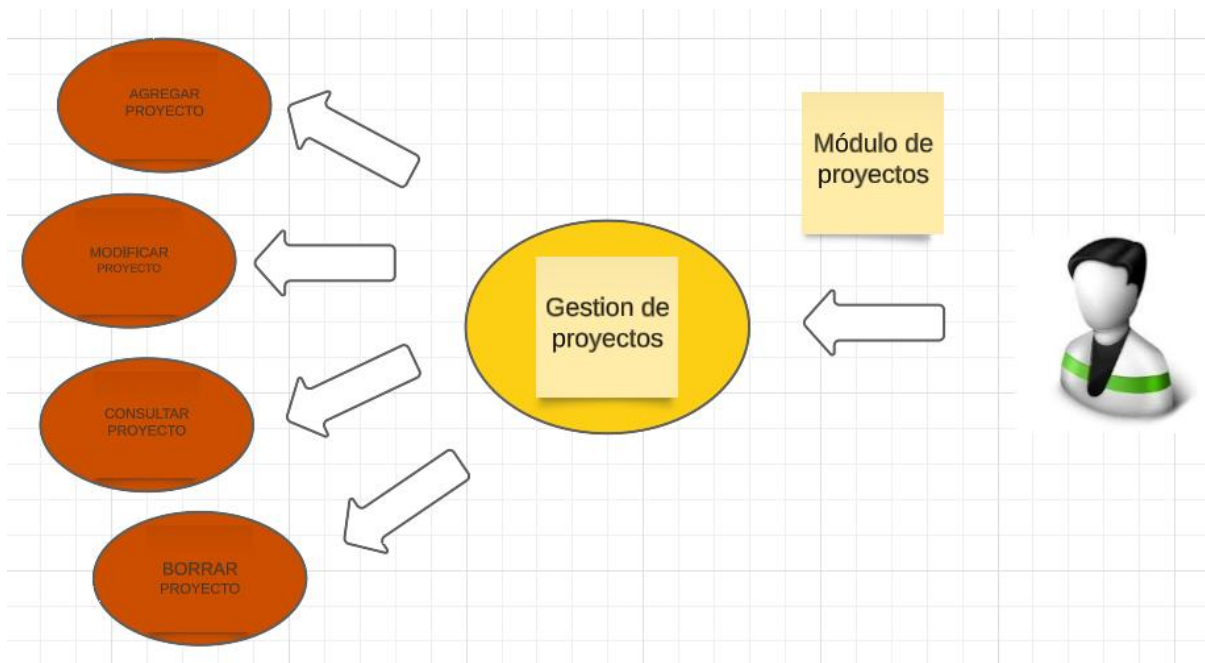 AGREGAR
PROYECTO
MODIFICAR
PROYECTO
CONSULTAR
PROYECTO
BORRAR
PROYECTO
Gestion de
proyectos
Módulo de
proyectos